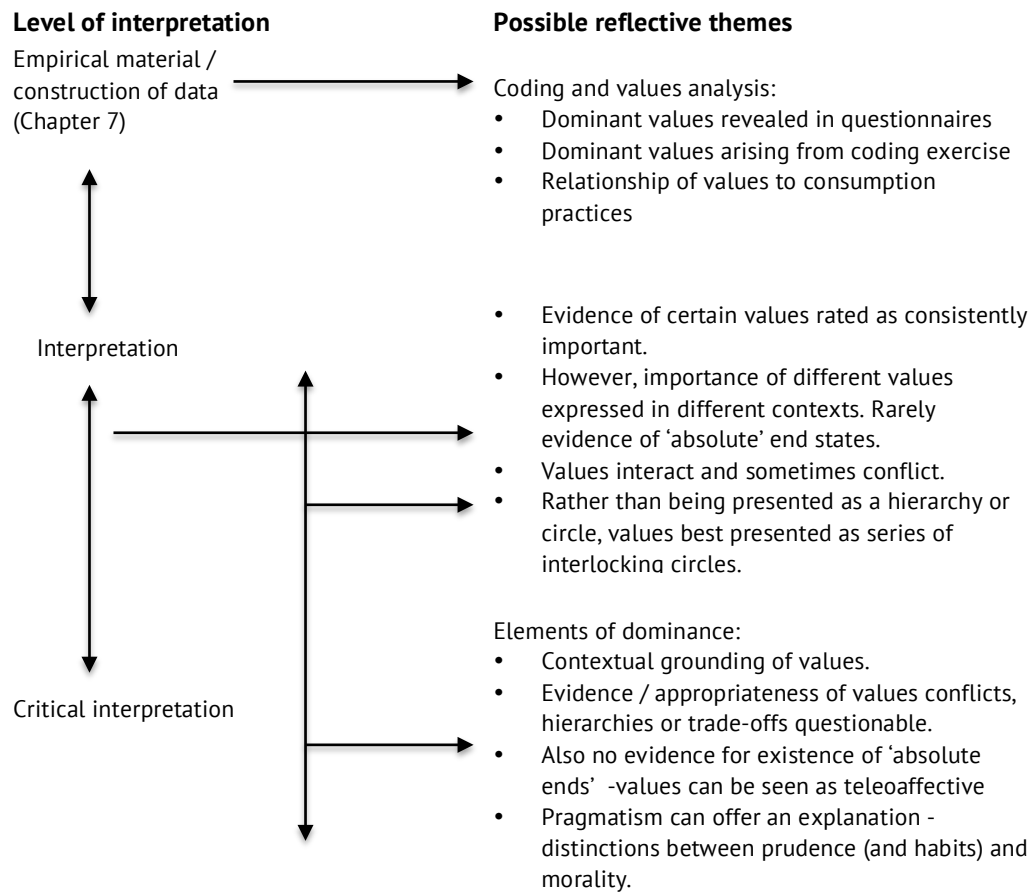 Level of interpretation
Empirical material /
construction of data
(Chapter 7)
Interpretation
Critical interpretation
Possible reflective themes
Coding and values analysis:
• Dominant values revealed in questionnaires
• Dominant values arising from coding exercise
• Relationship of values to consumption
practices
• Evidence of certain values rated as consistently
important.
• However, importance of different values
expressed in different contexts. Rarely
evidence of ‘absolute’ end states.
• Values interact and sometimes conflict.
• Rather than being presented as a hierarchy or
circle, values best presented as series of
interlocking circles.
Elements of dominance:
• Contextual grounding of values.
• Evidence / appropriateness of values conflicts,
hierarchies or trade-offs questionable.
• Also no evidence for existence of ‘absolute
ends’ -values can be seen as teleoaffective
• Pragmatism can offer an explanation -
distinctions between prudence (and habits) and
morality.